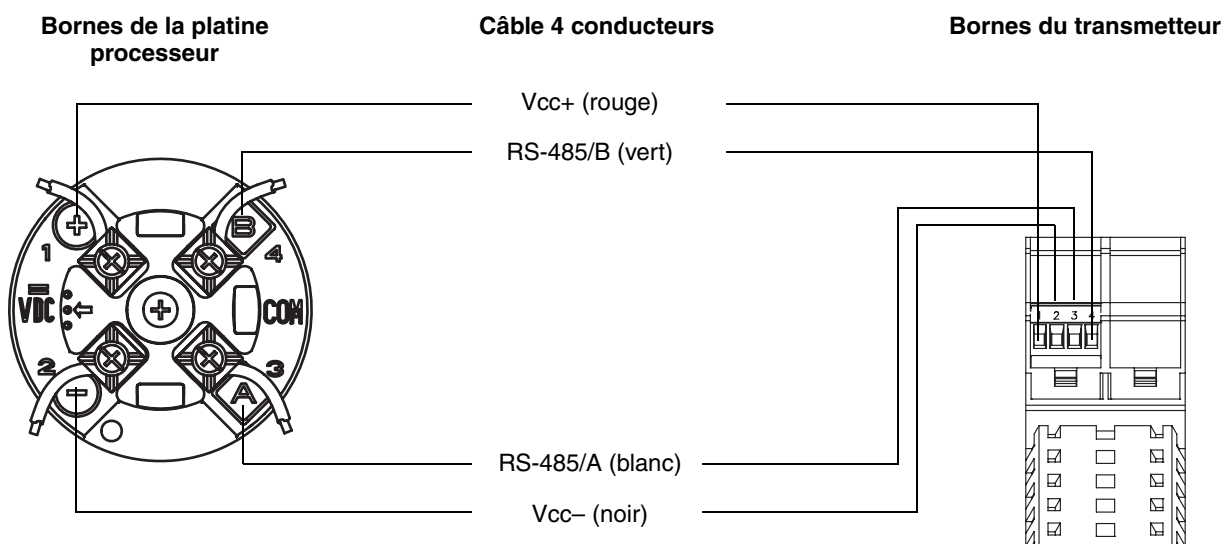 Bornes de la platine
processeur
Câble 4 conducteurs
Bornes du transmetteur
Vcc+ (rouge)
RS-485/B (vert)
+
B
1
4
VDC
COM
2
3
-
A
1 2 3 4
RS-485/A (blanc)
Vcc– (noir)